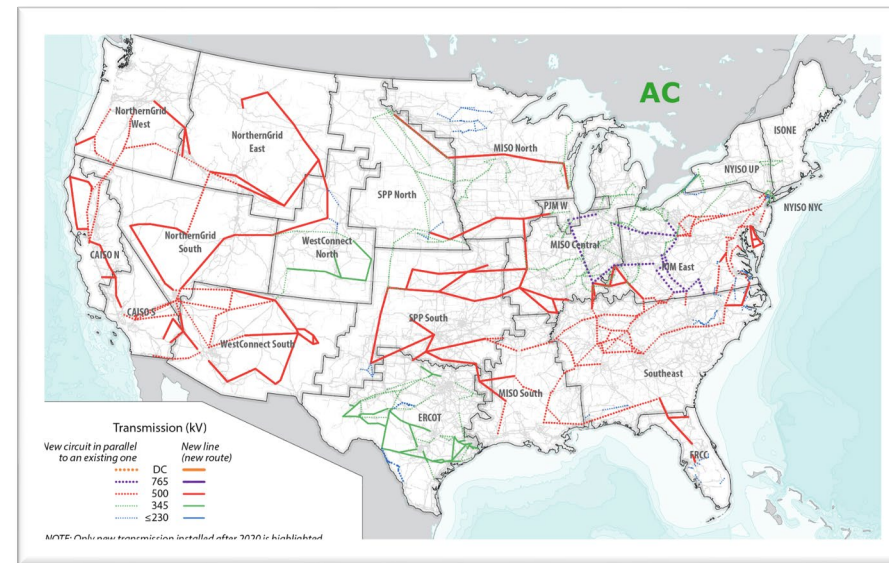 AC
NorthernGrid
West
NorthernGrid
East
MISO North
ISONE
NYISO UP
NYISO NYC
SPP North
PJM W
NorthernGrid
South
WestConnect
North
MISO Central
PJM East
CAISO N
CAISO S
SPP South
WestConnect South
Southeast
MISO South
ERCOT
FRCC
Transmission (kV)
New circuit in parallel
to an existing one
New line
(new route)
DC
765
500
345
≤230
NOTE: Only new transmission installed after 2020 is highlighted